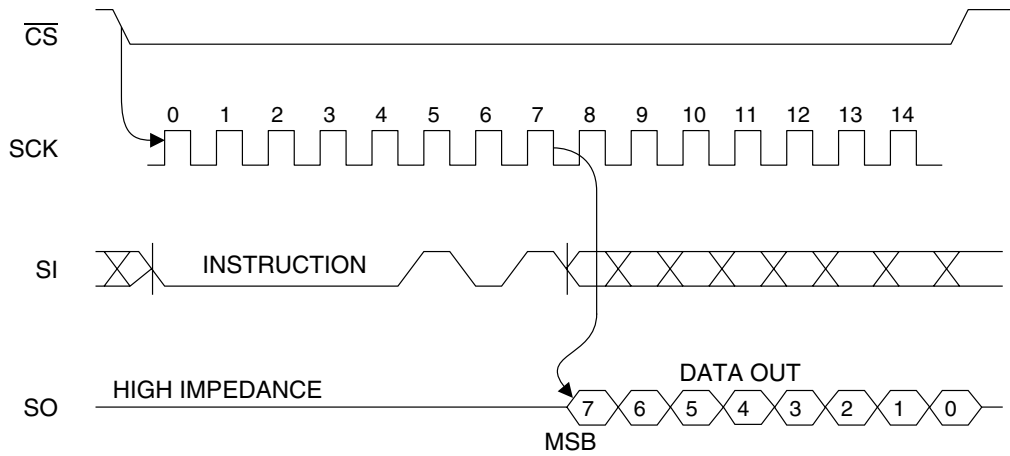 CS
0 1 2 3 4 5 6 7 8 9 10 11 12 13 14
SCK
SI
INSTRUCTION
HIGH IMPEDANCE
DATA OUT
SO
7 6 5 4 3 2 1 0
MSB